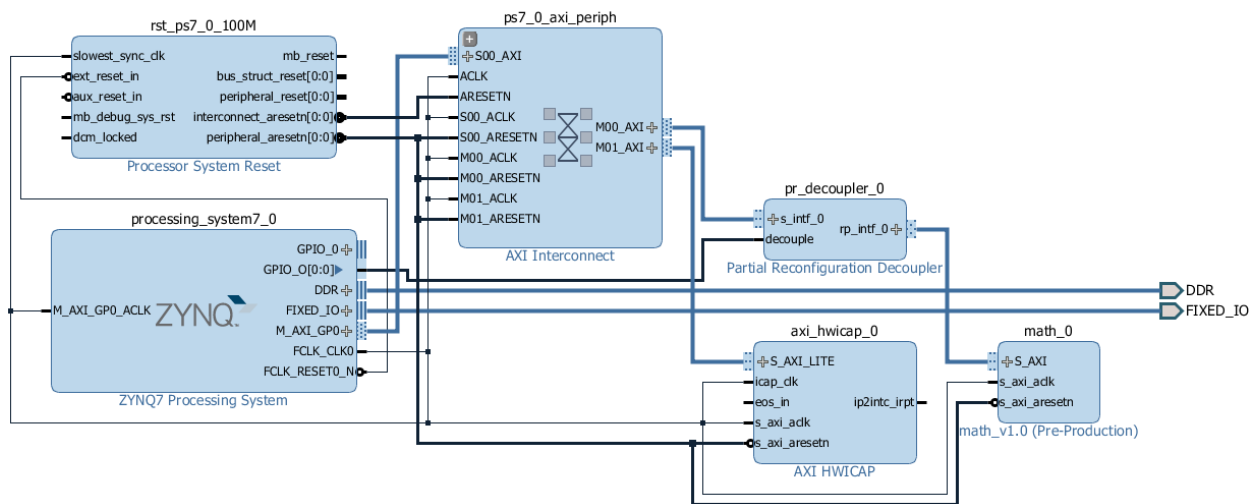 rst_ps7_0_100M
slowest_sync_clk
ext_reset_in
aux_reset_in
mb_debug_sys_rst
dcm_locked
mb_reset
bus_struct_reset[0:0]
peripheral_reset[0:0]
interconnect_aresetn[0:0]
peripheral_aresetn[0:0]
Processor System Reset
ps7_0_axi_periph
S00_AXI
ACLK
ARESETN
S00_ACLK
S00_ARESETN
M00_ACLK
M00_ARESETN
M01_ACLK
M01_ARESETN
M00_AXI
M01_AXI
AXI Interconnect
processing_system7_0
M_AXI_GP0_ACLK
ZYNQ
GPIO_0
GPIO_O[0:0]
DDR
FIXED_IO
M_AXI_GP0
FCLK_CLK0
FCLK_RESET0_N
ZYNQ7 Processing System
pr_decoupler_0
s_intf_0
decouple
rp_intf_0
Partial Reconfiguration Decoupler
DDR
FIXED_IO
axi_hwicap_0
S_AXI_LITE
icap_clk
eos_in
s_axi_aclk
s_axi_aresetn
ip2intc_irpt
AXI HWICAP
math_0
S_AXI
s_axi_aclk
s_axi_aresetn
math_v1.0 (Pre-Production)